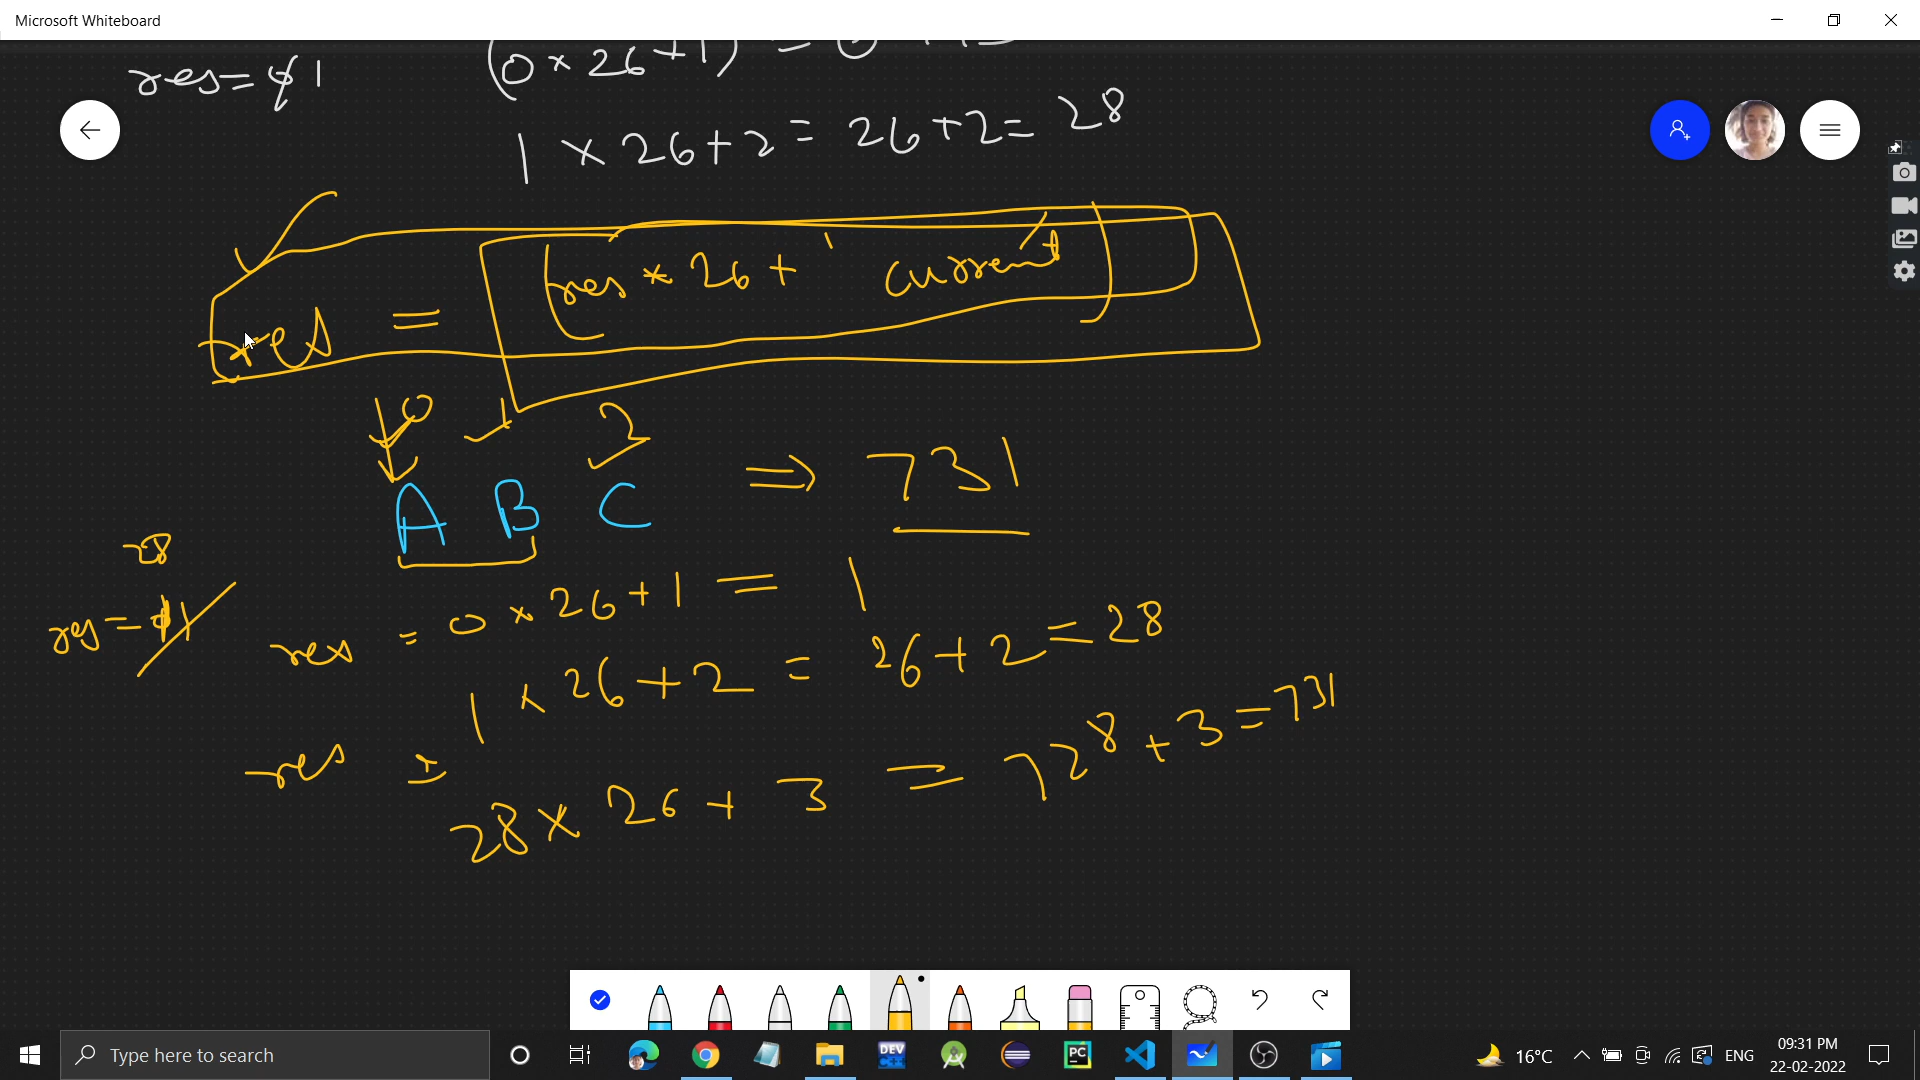 Microsoft Whiteboard
res = 1
(0 × 26 + 1) =
1 × 26 + 2 = 26 + 2 = 28
res = (res * 26 + current)
0 1 2
A B C ⇒ 731
28
res = 1
res = 0 × 26 + 1 = 1
1 × 26 + 2 = 26 + 2 = 28
res =
28 × 26 + 3 = 728 + 3 = 731
Type here to search
DEV
PC
16°C
ENG
09:31 PM
22-02-2022